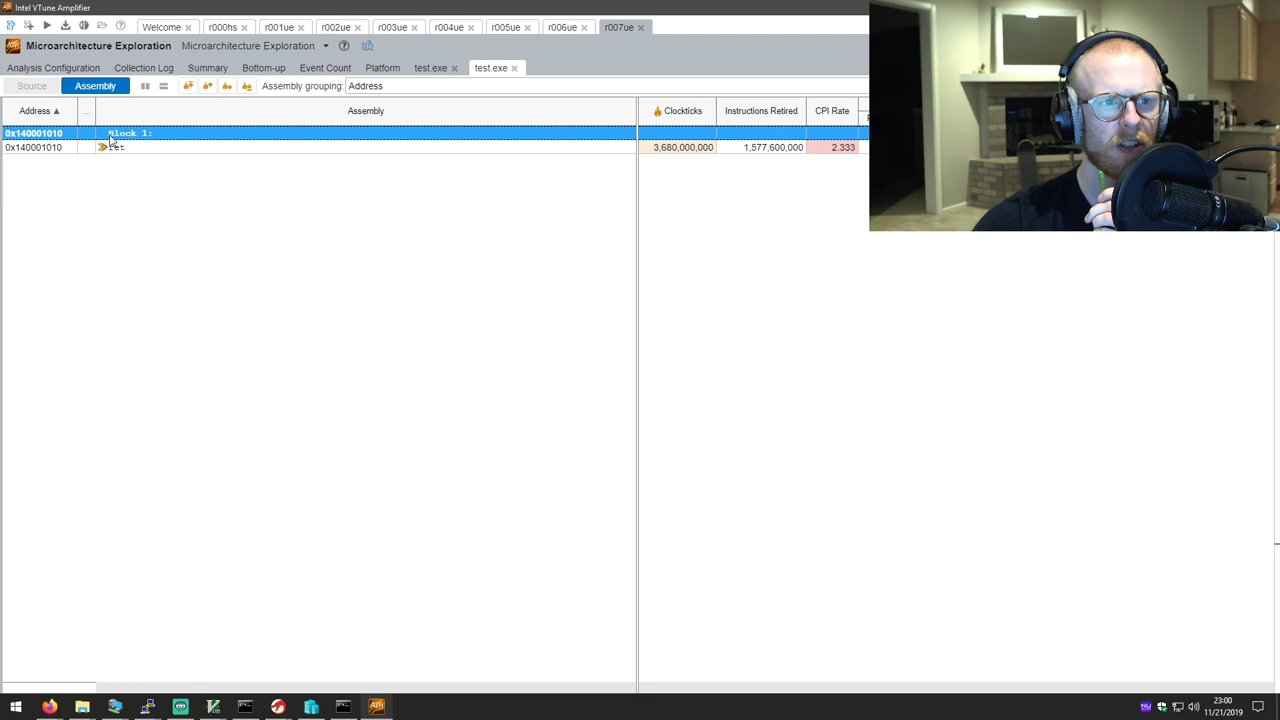 Intel VTune Amplifier
Welcome r000hs r001ue r002ue r003ue r004ue r005ue r006ue r007ue
Microarchitecture Exploration Microarchitecture Exploration
Analysis Configuration Collection Log Summary Bottom-up Event Count Platform test.exe test.exe
Source Assembly Assembly grouping: Address
Address ... Assembly Clockticks Instructions Retired CPI Rate
0x140001010 Block 1:
0x140001010 3,680,000,000 1,577,600,000 2.333
23:00
11/21/2019